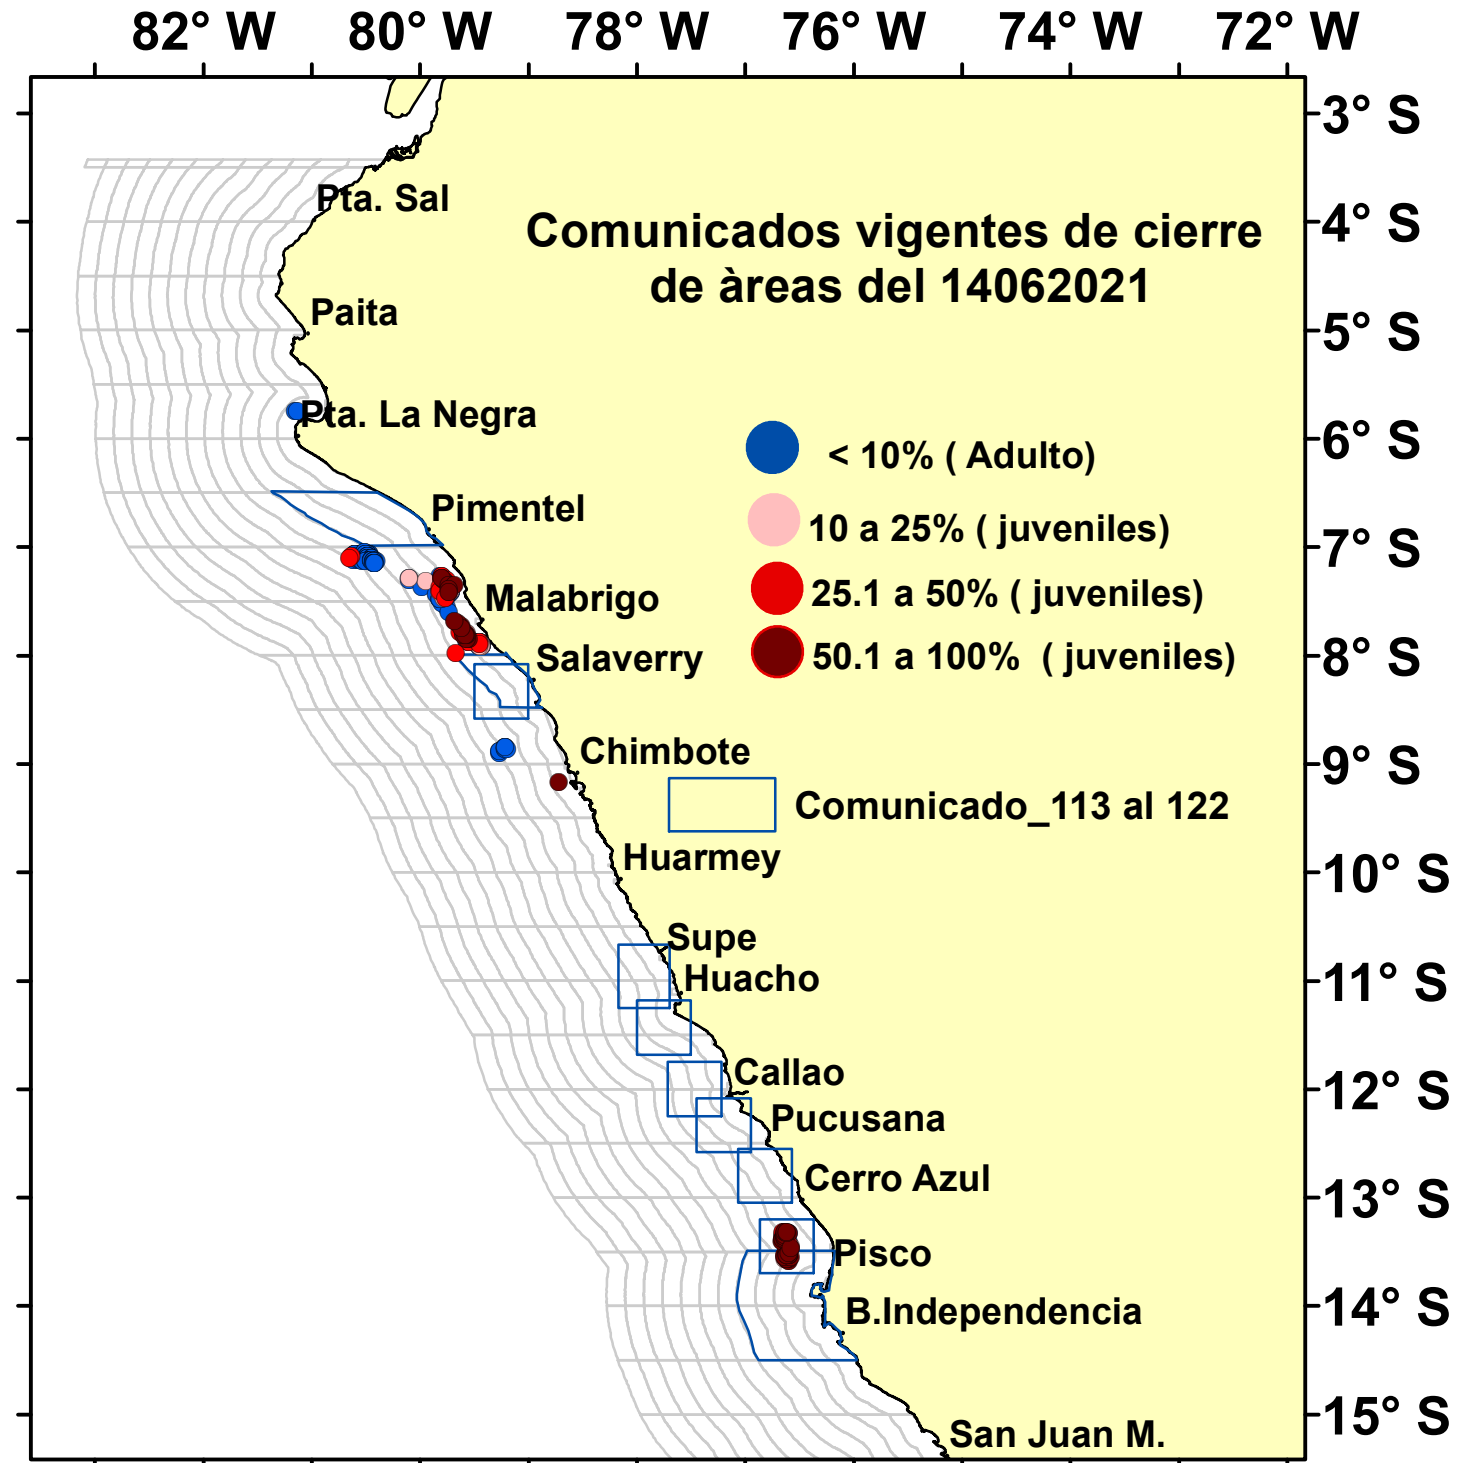 82° W 80° W 78° W 76° W 74° W 72° W
3° S
Pta. Sal
4° S
Comunicados vigentes de cierre
de àreas del 14062021
Paita
5° S
Pta. La Negra
6° S
< 10% ( Adulto)
Pimentel
10 a 25% ( juveniles)
7° S
Malabrigo
25.1 a 50% ( juveniles)
Salaverry
50.1 a 100% ( juveniles)
8° S
Chimbote
9° S
Comunicado_113 al 122
Huarmey
10° S
Supe
Huacho
11° S
Callao
12° S
Pucusana
Cerro Azul
13° S
Pisco
B.Independencia
14° S
15° S
San Juan M.